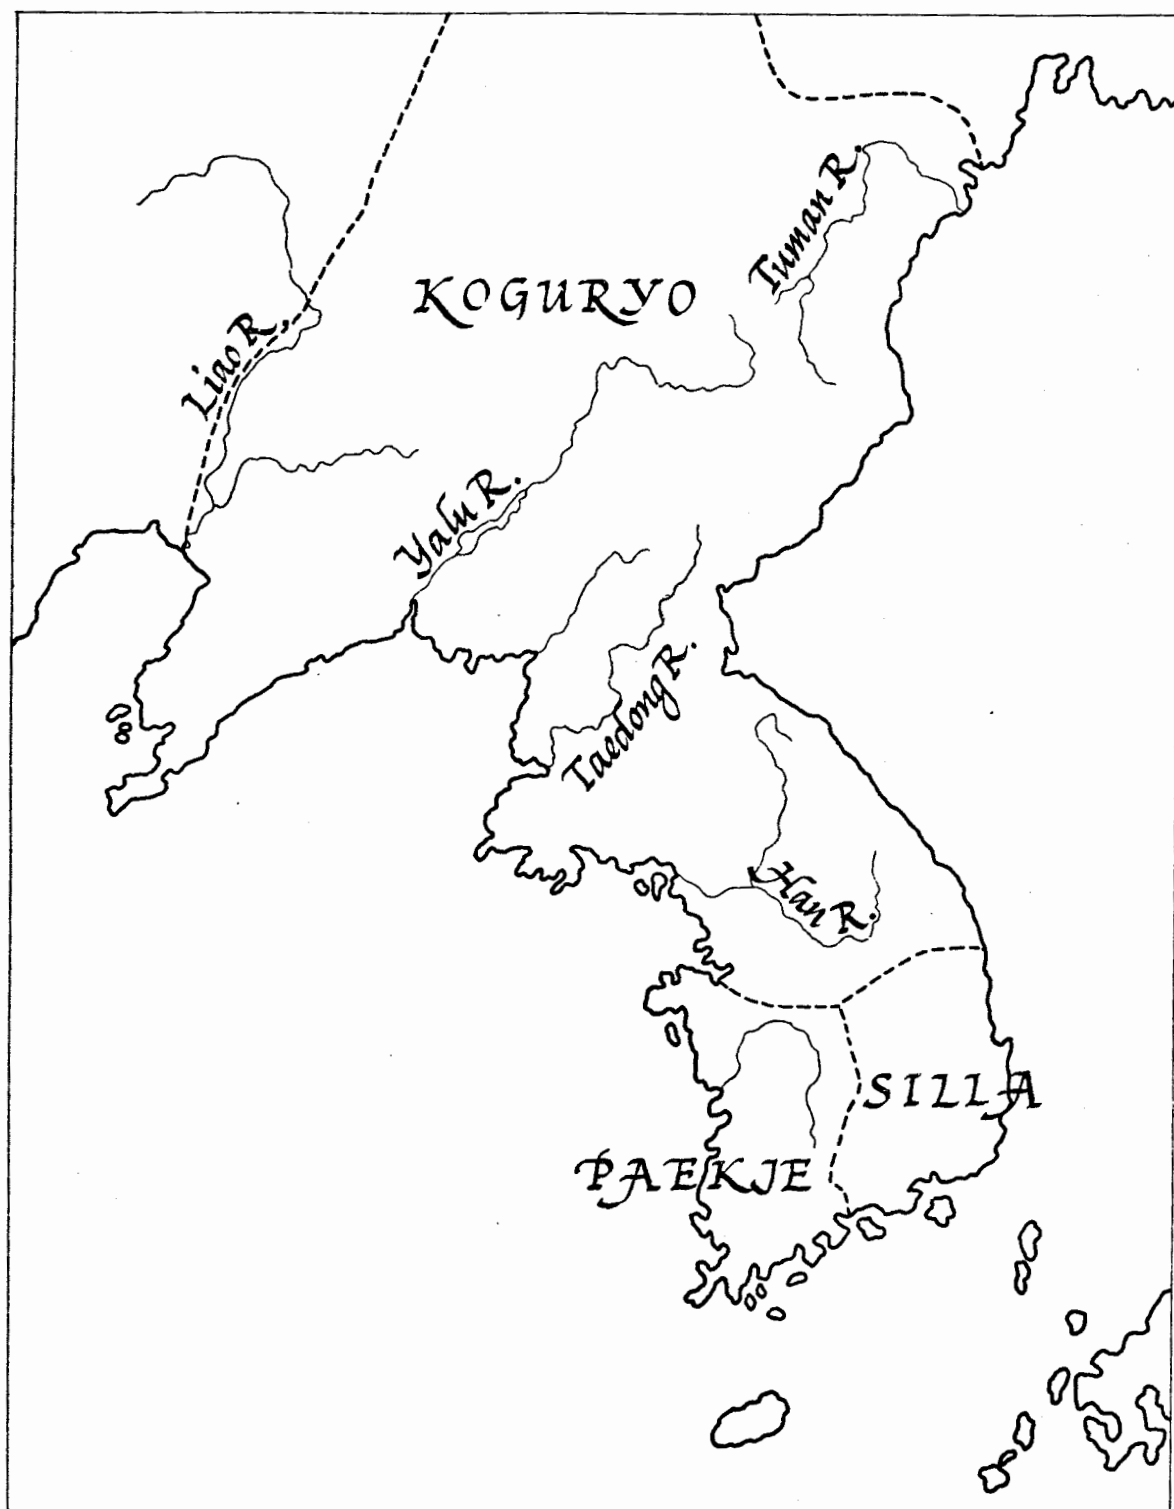 Tuman R.
KOGURYO
Liao R.
Yalu R.
Taedong R.
Han R.
SILLA
PAEKJE